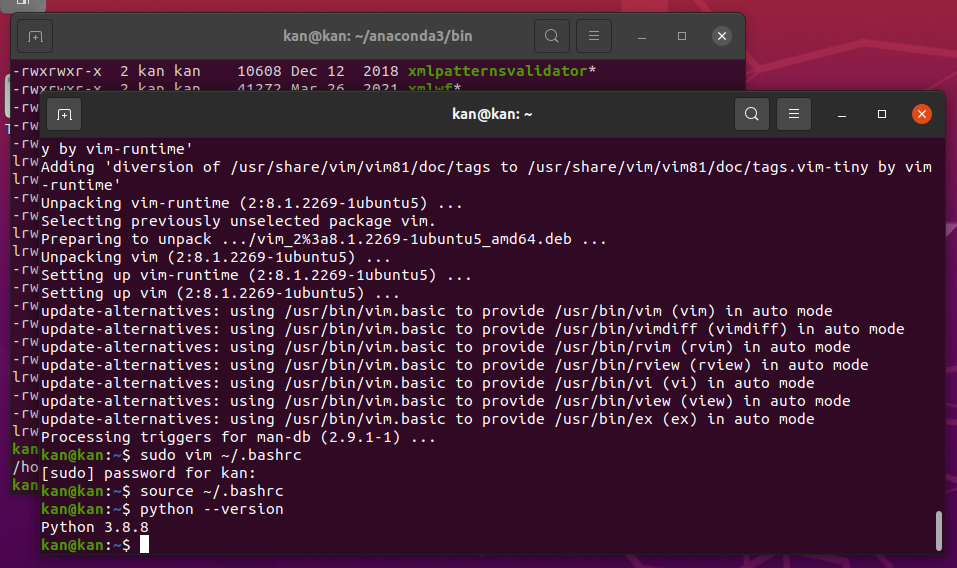 kan@kan: ~/anaconda3/bin
-rwxrwxr-x 2 kan kan 10608 Dec 12 2018 xmlpatternsvalidator*
-rwxrwxr-x 2 kan kan 41272 Mar 26 2021 xmlwf*
kan@kan: ~
-rw
-rw
-rw
lrw
lrw
-rw
-rw
lrw
lrw
-rw
-rw
-rw
-rw
-rw
-rw
lrw
-rw
-rw
lrw
kan
/ho
kan
y by vim-runtime'
Adding 'diversion of /usr/share/vim/vim81/doc/tags to /usr/share/vim/vim81/doc/tags.vim-tiny by vim
-runtime'
Unpacking vim-runtime (2:8.1.2269-1ubuntu5) ...
Selecting previously unselected package vim.
Preparing to unpack .../vim_2%3a8.1.2269-1ubuntu5_amd64.deb ...
Unpacking vim (2:8.1.2269-1ubuntu5) ...
Setting up vim-runtime (2:8.1.2269-1ubuntu5) ...
Setting up vim (2:8.1.2269-1ubuntu5) ...
update-alternatives: using /usr/bin/vim.basic to provide /usr/bin/vim (vim) in auto mode
update-alternatives: using /usr/bin/vim.basic to provide /usr/bin/vimdiff (vimdiff) in auto mode
update-alternatives: using /usr/bin/vim.basic to provide /usr/bin/rvim (rvim) in auto mode
update-alternatives: using /usr/bin/vim.basic to provide /usr/bin/rview (rview) in auto mode
update-alternatives: using /usr/bin/vim.basic to provide /usr/bin/vi (vi) in auto mode
update-alternatives: using /usr/bin/vim.basic to provide /usr/bin/view (view) in auto mode
update-alternatives: using /usr/bin/vim.basic to provide /usr/bin/ex (ex) in auto mode
Processing triggers for man-db (2.9.1-1) ...
kan@kan:~$ sudo vim ~/.bashrc
[sudo] password for kan:
kan@kan:~$ source ~/.bashrc
kan@kan:~$ python --version
Python 3.8.8
kan@kan:~$